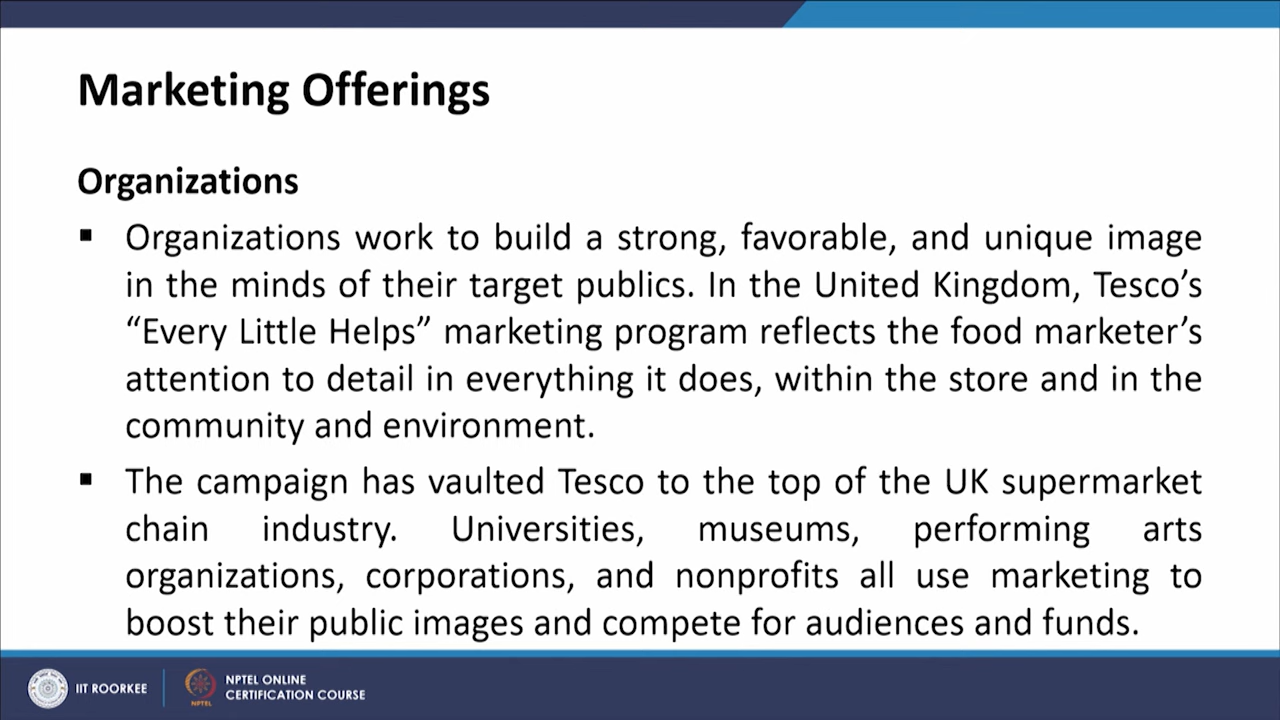 Marketing Offerings
Organizations
▪ Organizations work to build a strong, favorable, and unique image
in the minds of their target publics. In the United Kingdom, Tesco’s
“Every Little Helps” marketing program reflects the food marketer’s
attention to detail in everything it does, within the store and in the
community and environment.
▪ The campaign has vaulted Tesco to the top of the UK supermarket
chain industry. Universities, museums, performing arts
organizations, corporations, and nonprofits all use marketing to
boost their public images and compete for audiences and funds.
IIT ROORKEE
NPTEL ONLINE
CERTIFICATION COURSE
NPTEL